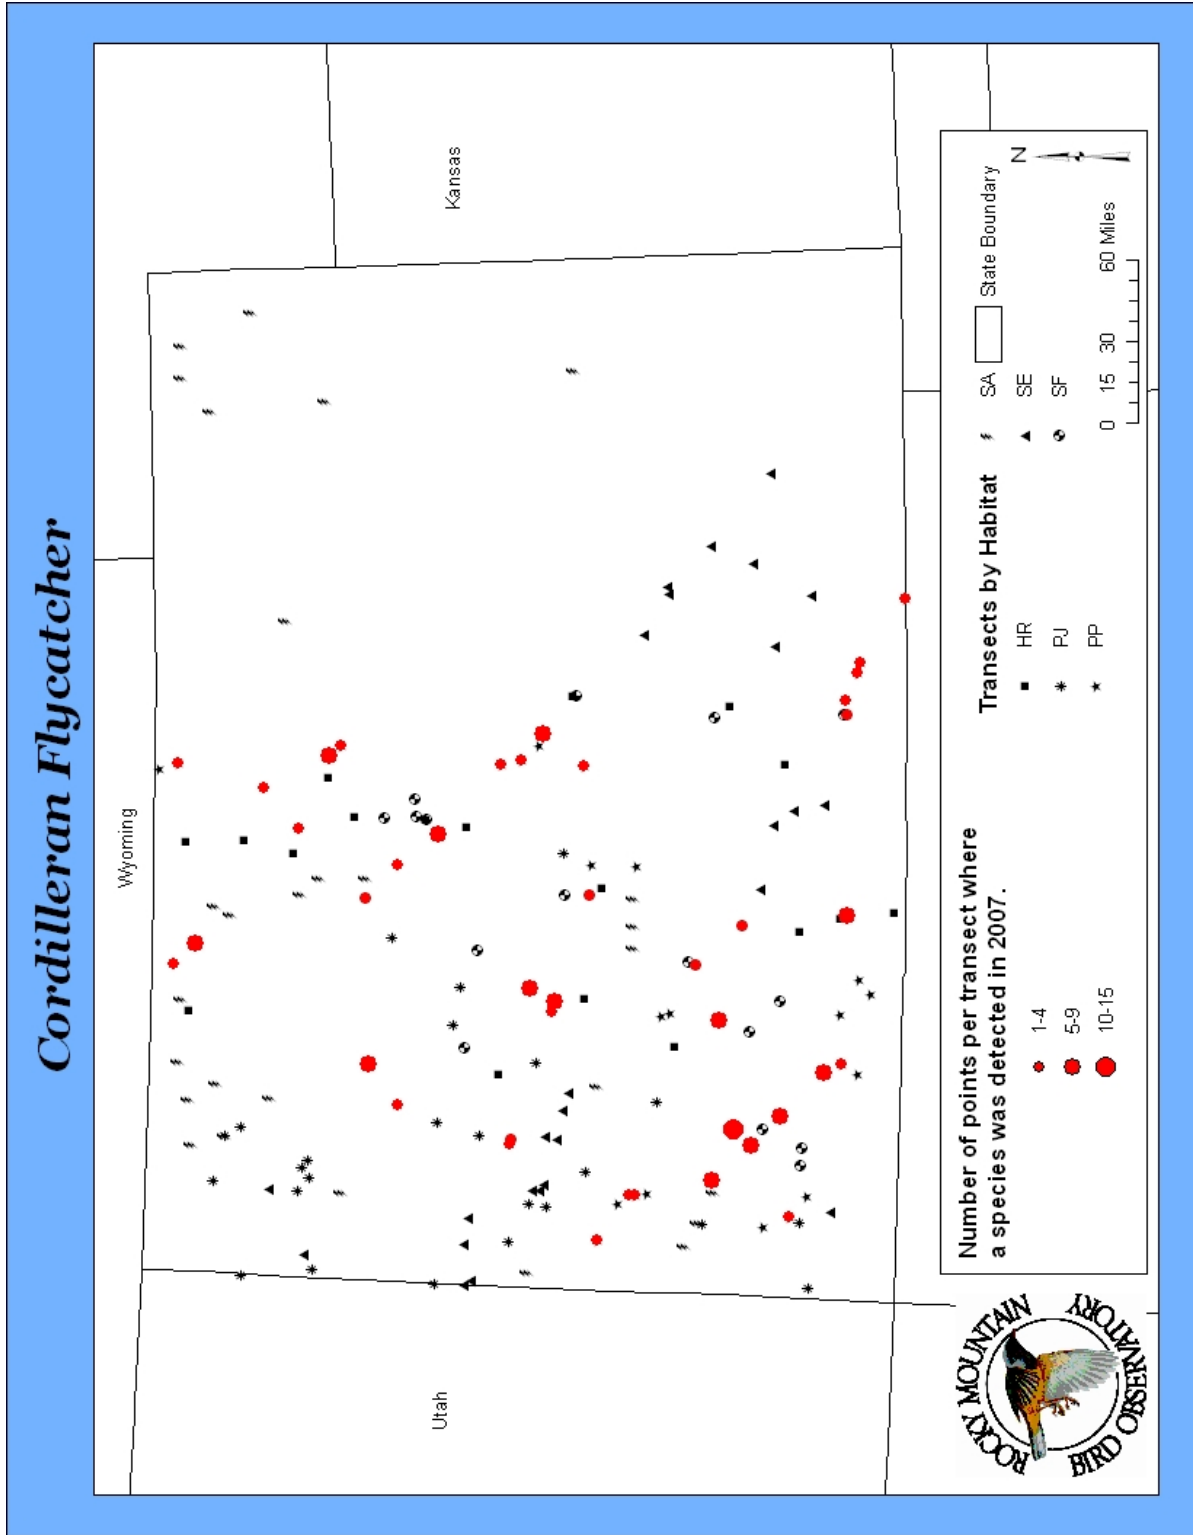 Cordilleran Flycatcher
Wyoming
Kansas
Utah
Number of points per transect where
a species was detected in 2007.
1-4
5-9
10-15
Transects by Habitat
HR
PJ
PP
SA
SE
SF
State Boundary
N
0 15 30 60 Miles
ROCKY MOUNTAIN
BIRD OBSERVATORY